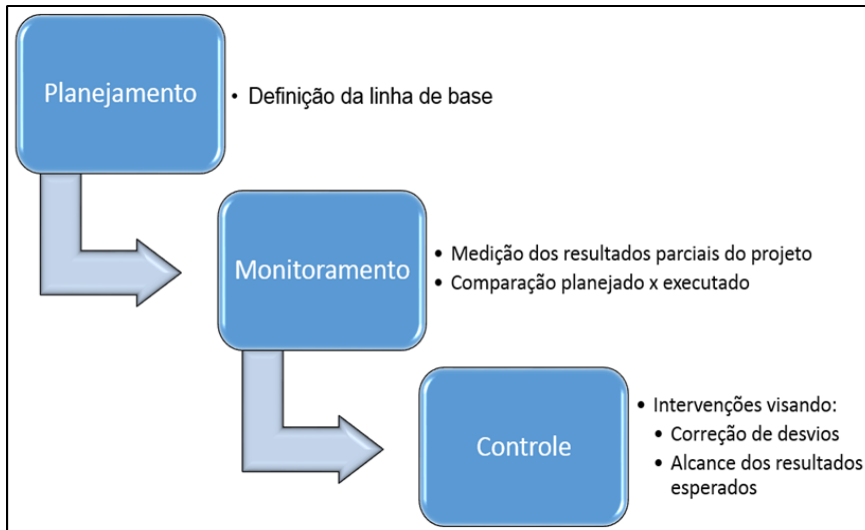 Planejamento
• Definição da linha de base
Monitoramento
• Medição dos resultados parciais do projeto
• Comparação planejado x executado
Controle
• Intervenções visando:
• Correção de desvios
• Alcance dos resultados
esperados